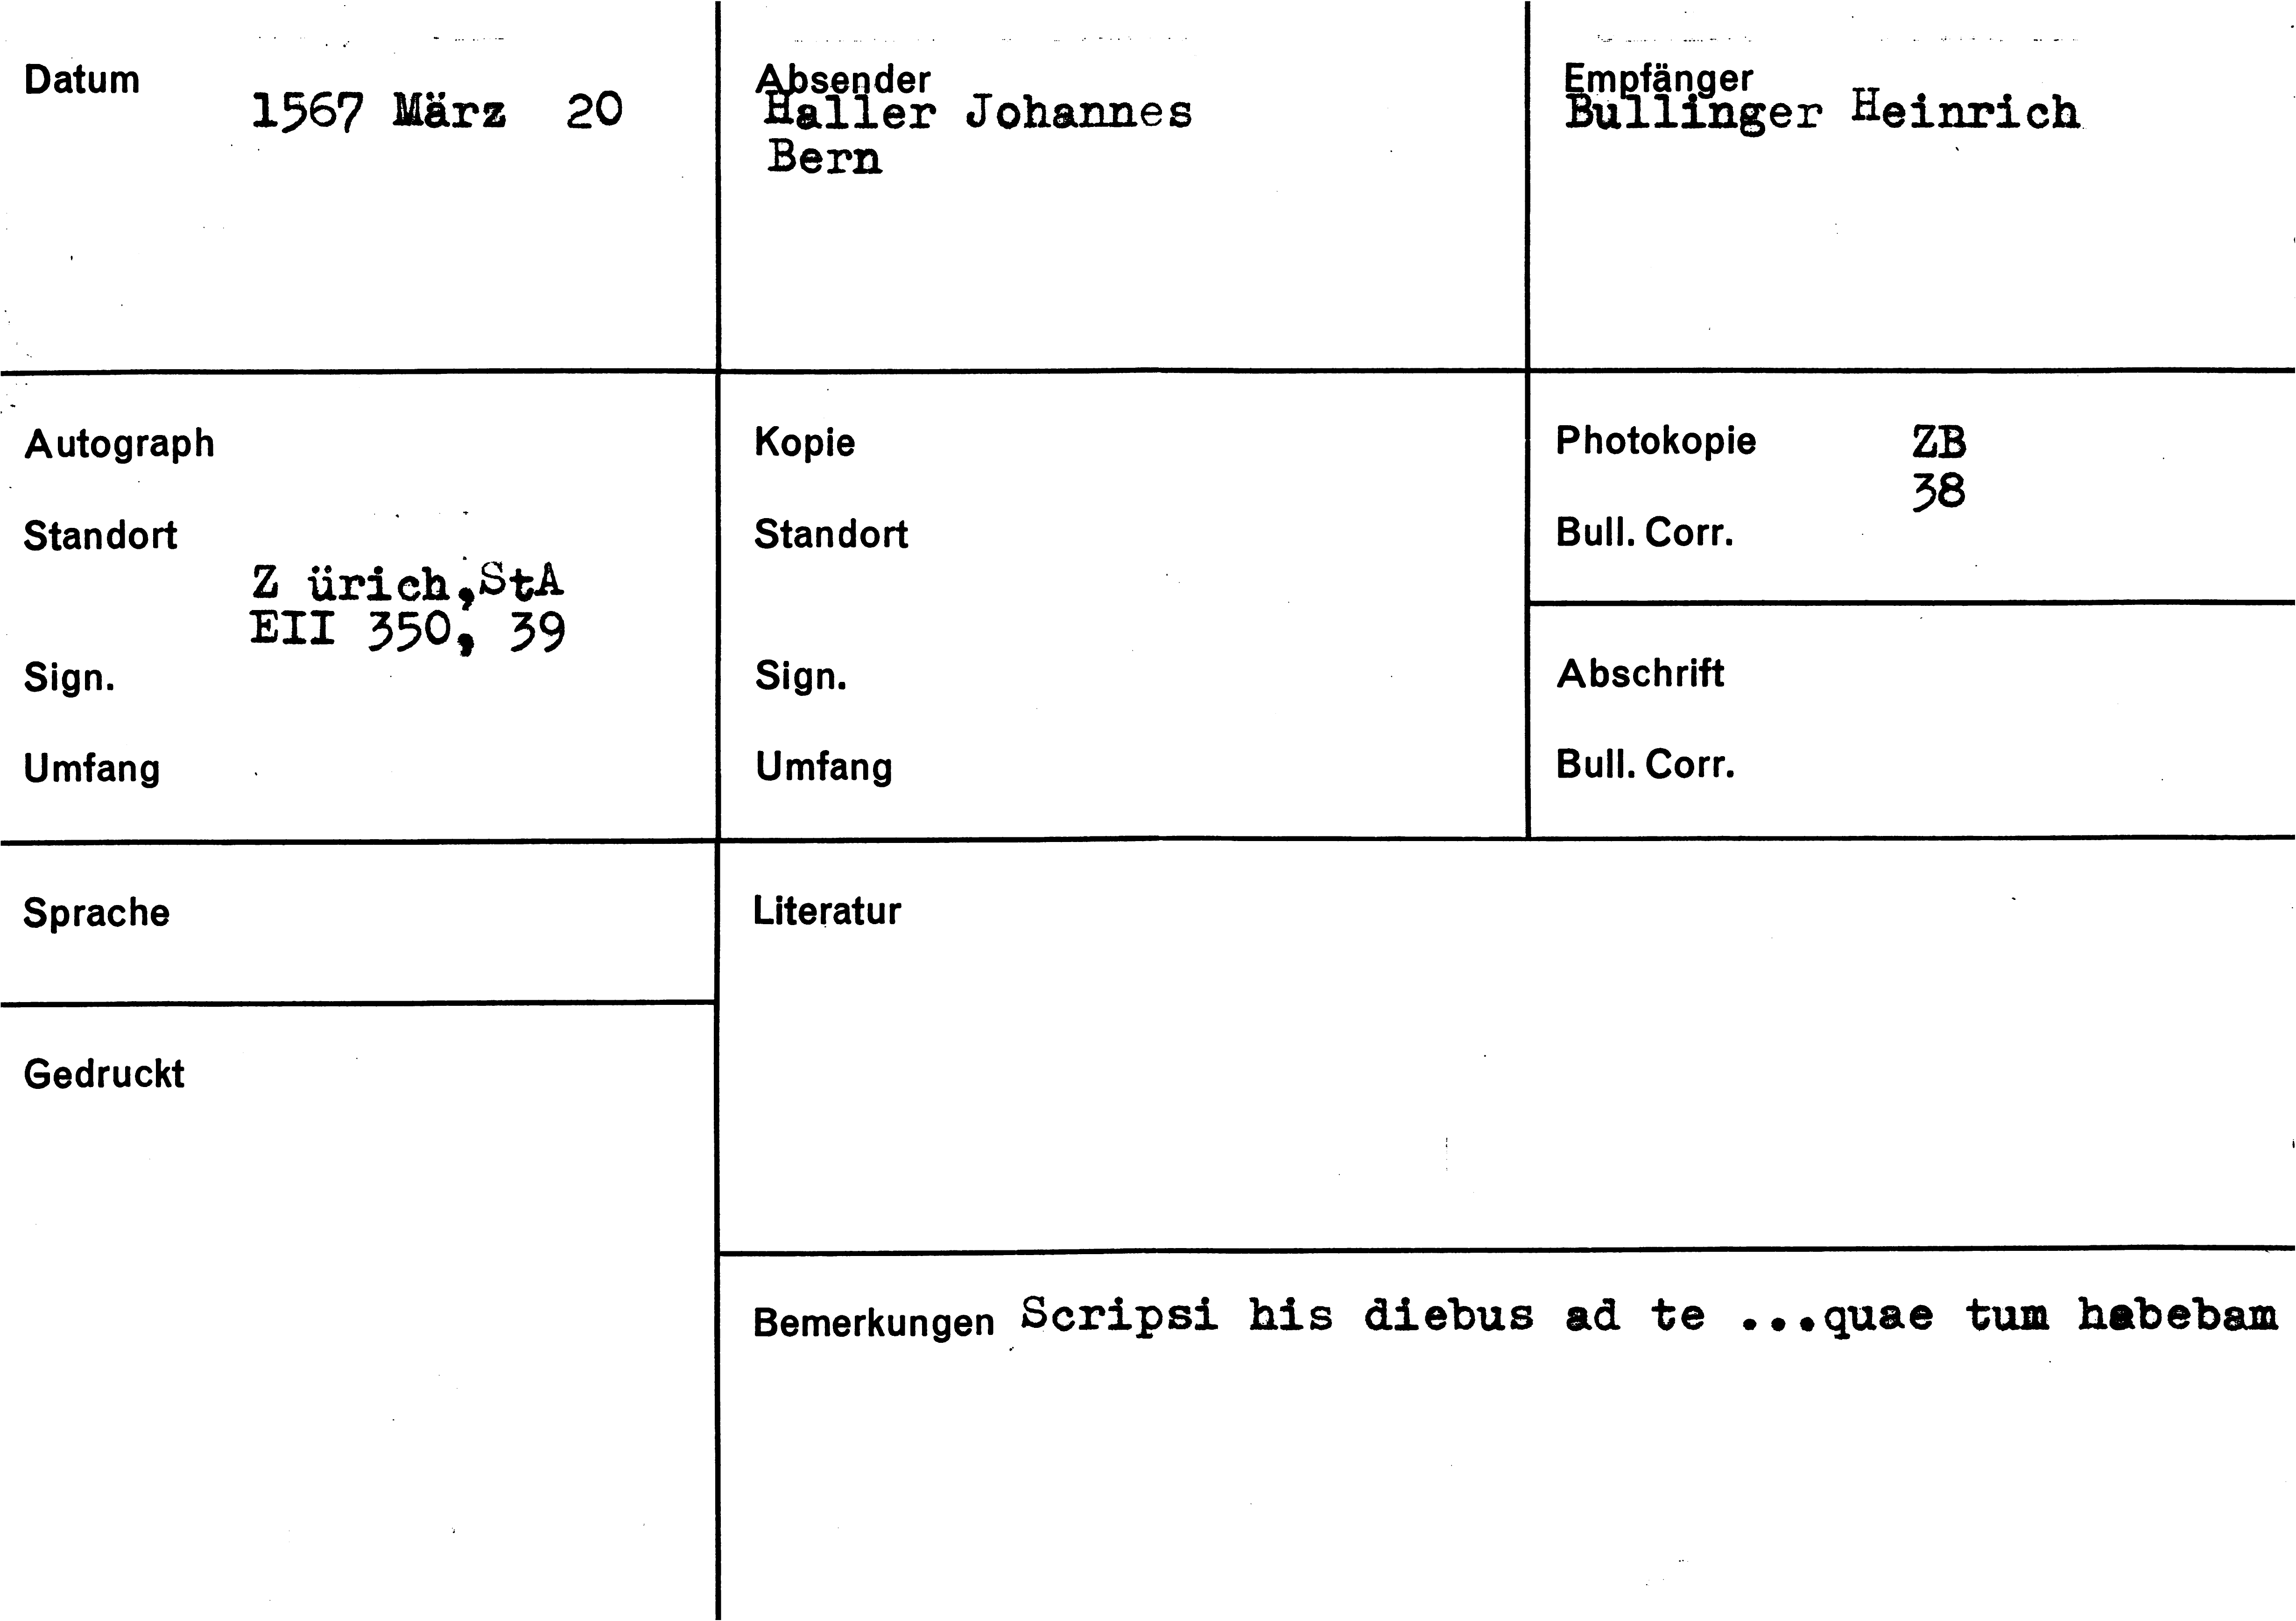 Datum
1567 März 20
Absender
Haller Johannes
Bern
Empfänger
Bullinger Heinrich
Autograph
Standort
Z ürich,StA
EII 350, 39
Sign.
Umfang
Kopie
Standort
Sign.
Umfang
Photokopie ZB
38
Bull. Corr.
Abschrift
Bull. Corr.
Sprache
Literatur
Gedruckt
Bemerkungen Scripsi his diebus ad te ...quae tum habebam